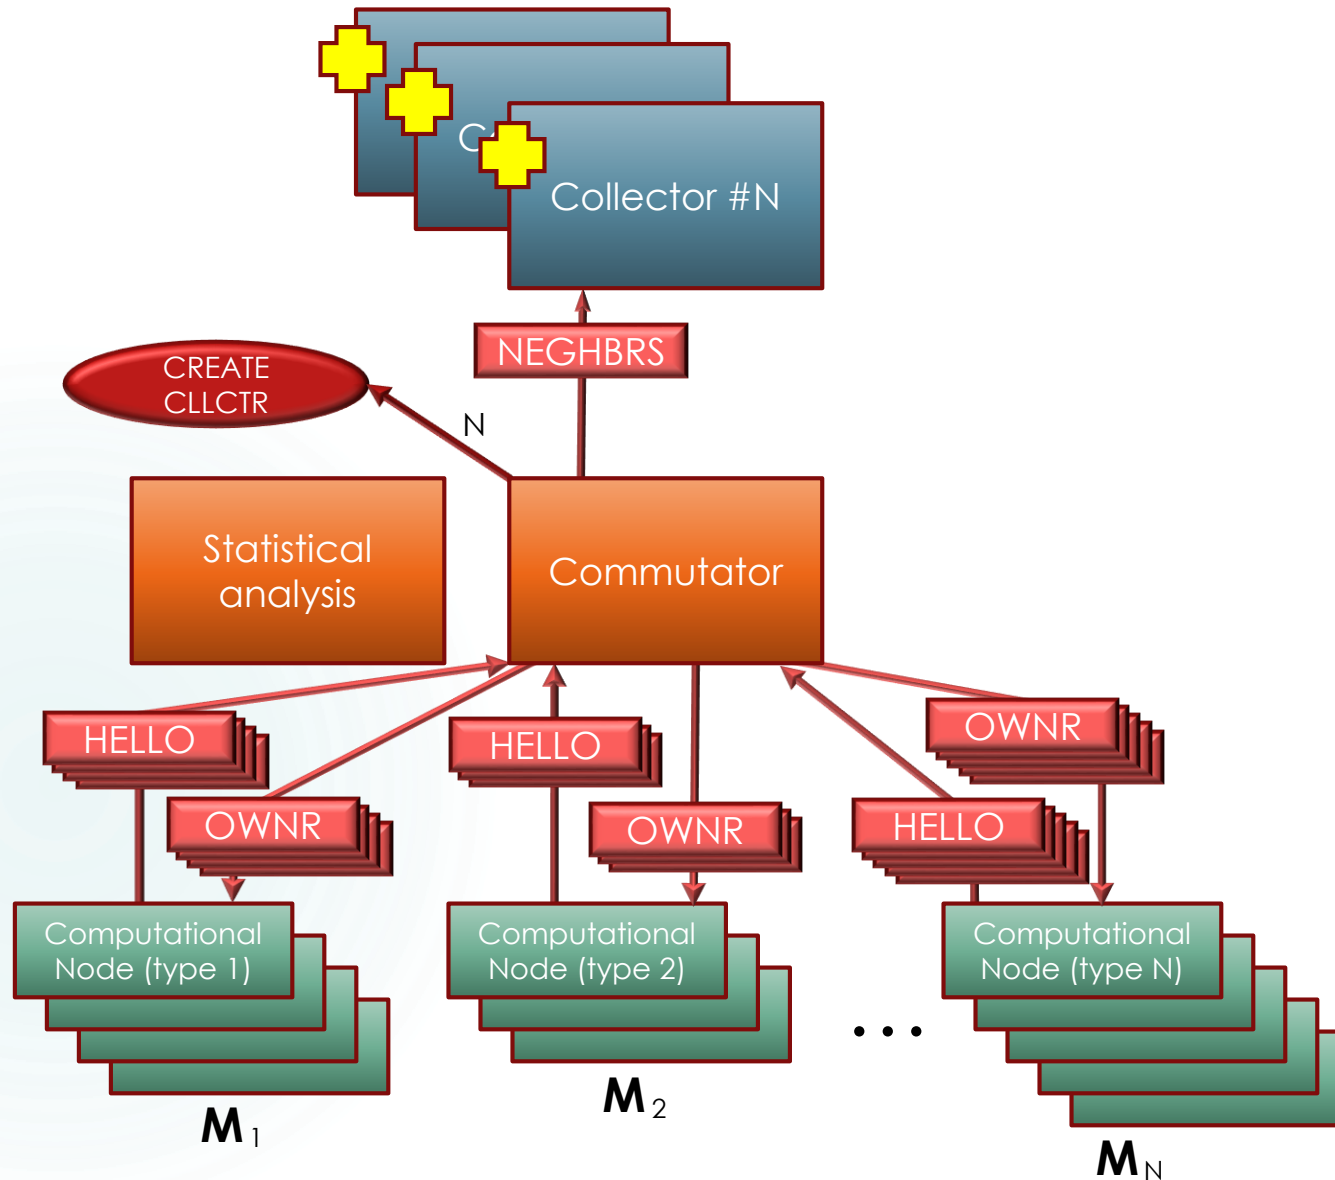 Collector #N
NEGHBRS
CREATE
CLLCTR
N
Statistical
analysis
Commutator
HELLO
OWNR
HELLO
OWNR
OWNR
HELLO
Computational
Node (type 1)
Computational
Node (type 2)
Computational
Node (type N)
...
M1
M2
MN